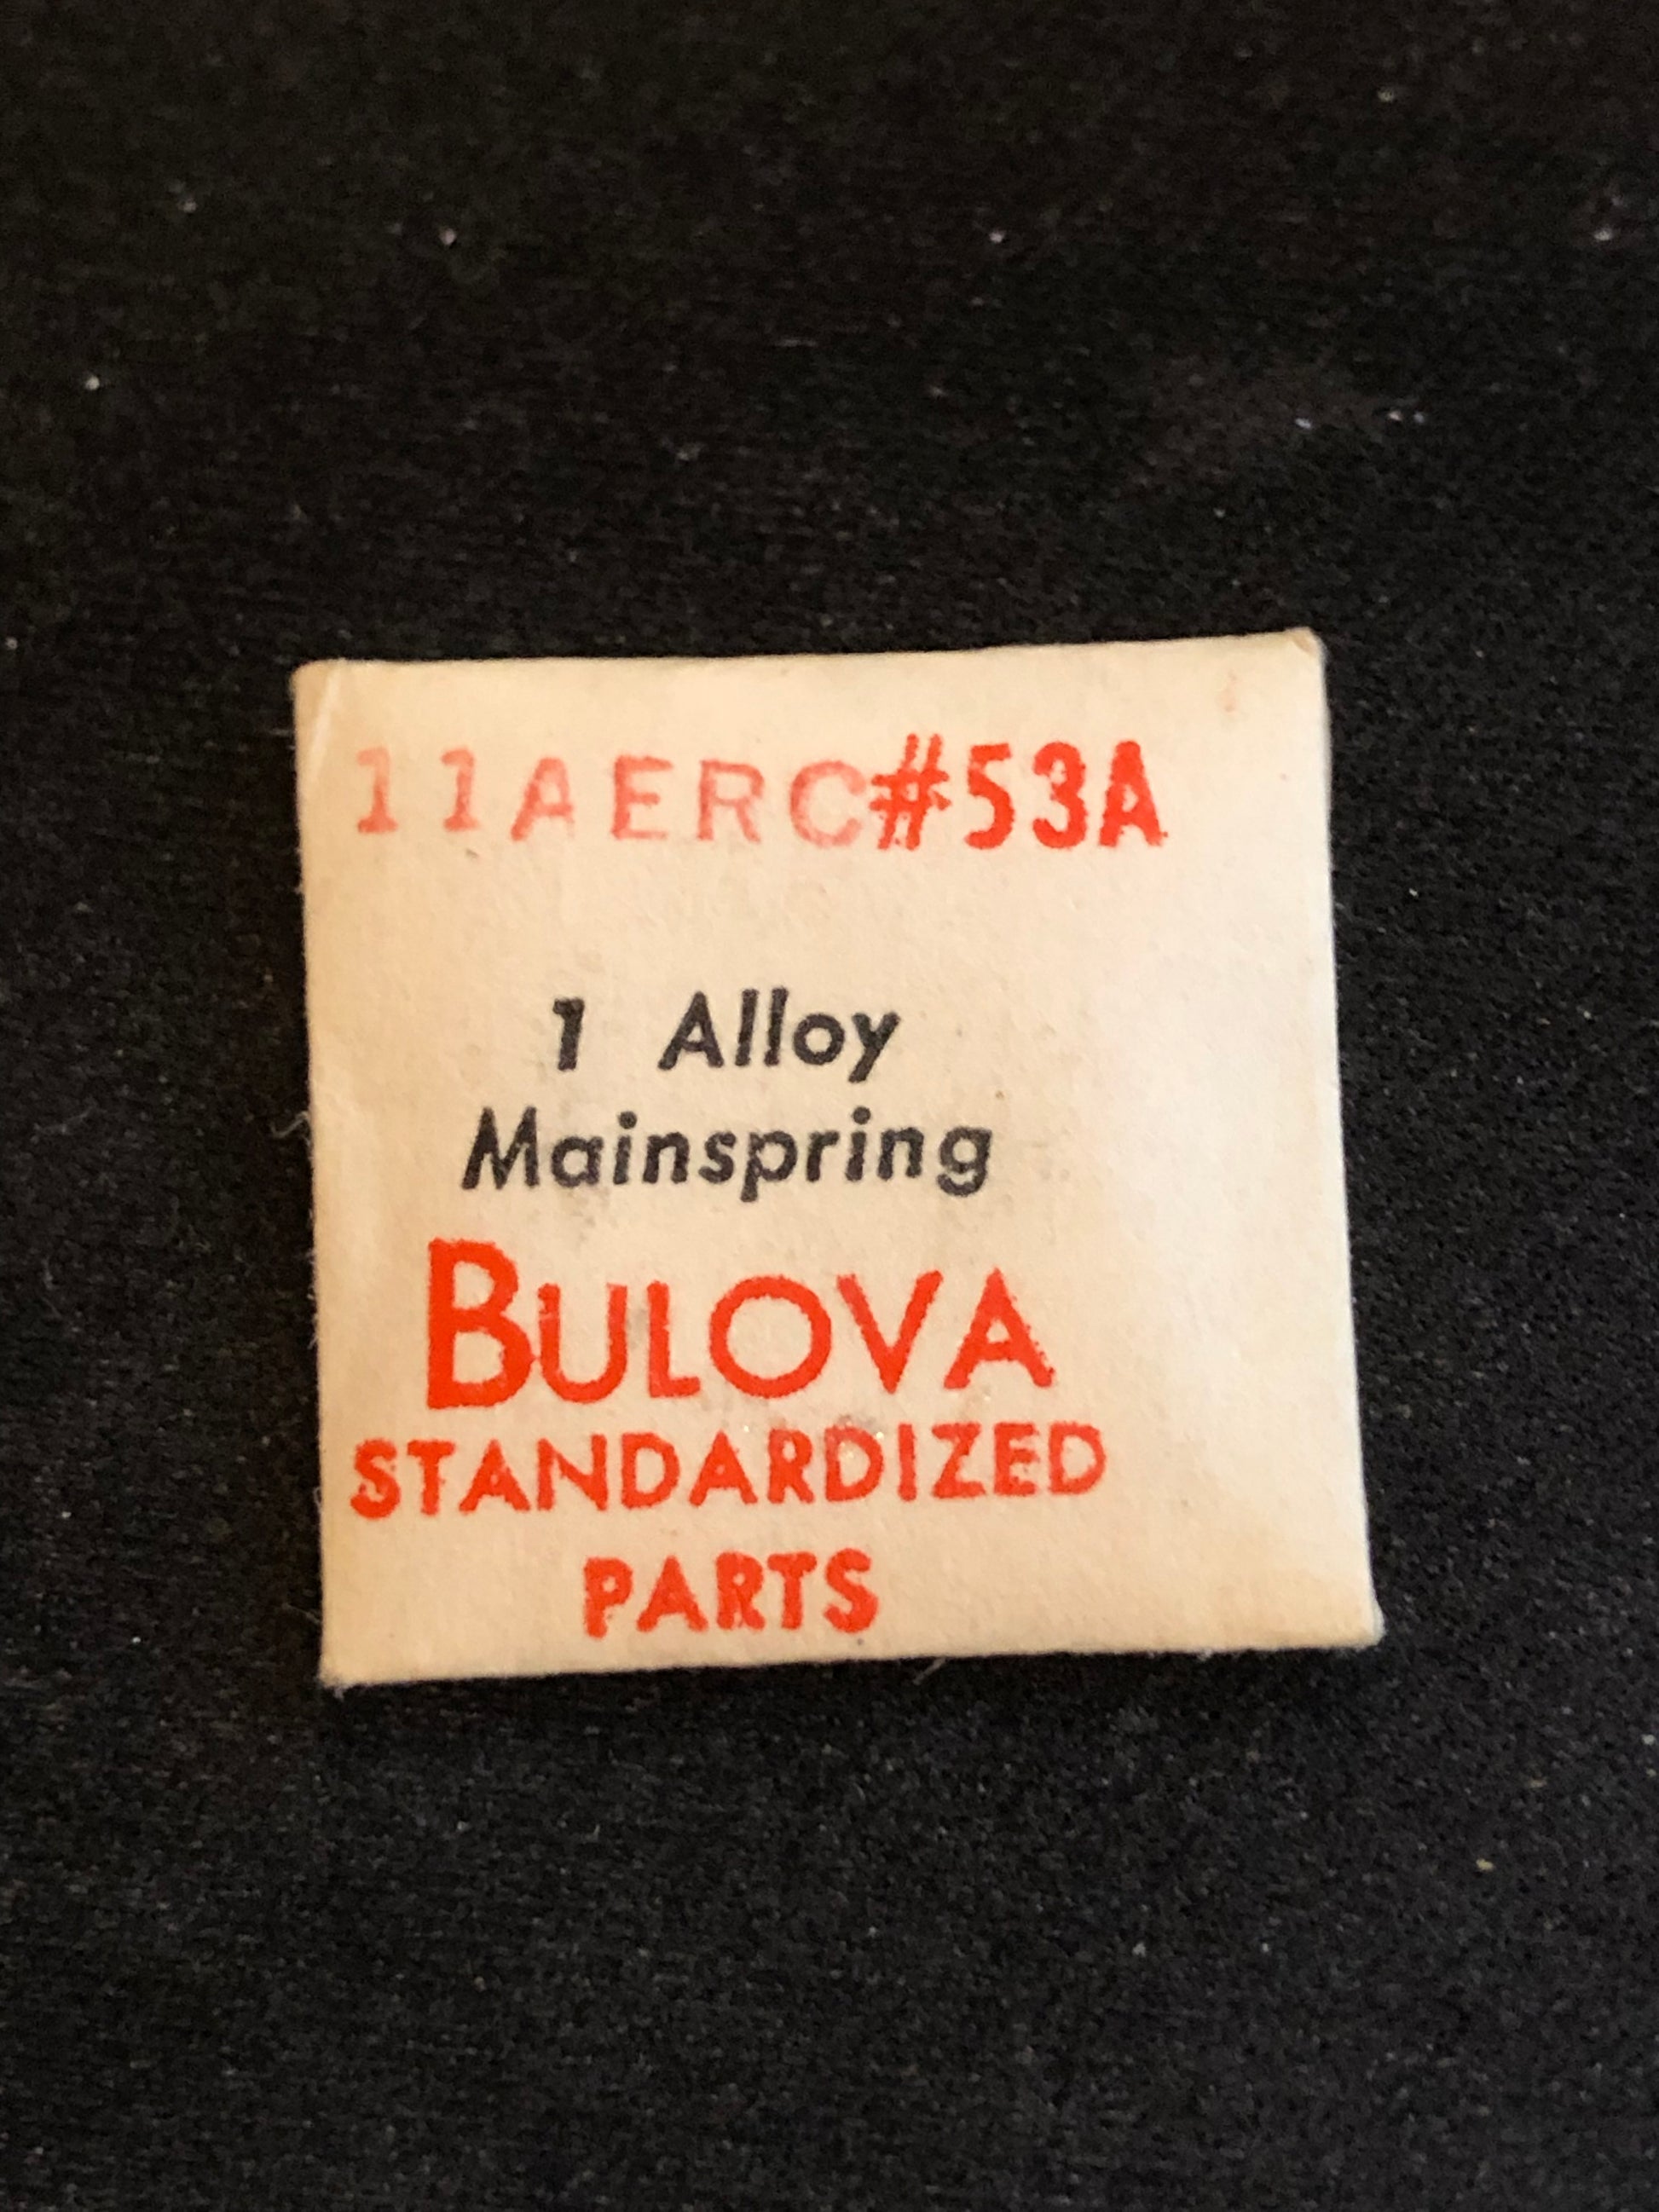 11AERC#53A
1 Alloy
Mainspring
BULOVA
STANDARDIZED
PARTS